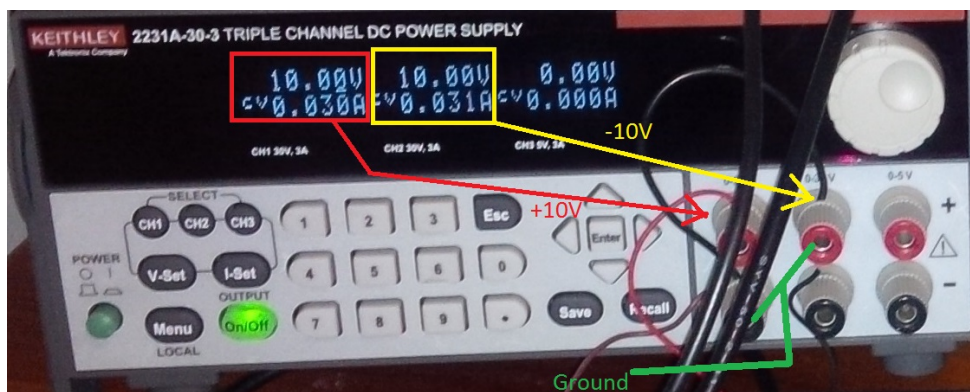 KEITHLEY 2231A-30-3 TRIPLE CHANNEL DC POWER SUPPLY
A Tektronix Company
10.00V 10.00V 0.00V
cv0.030A cv0.031A cv0.000A
-10V
CH1 30V, 3A CH2 30V, 3A CH3 5V, 3A
0-5 V
SELECT
+10V
CH1 CH2 CH3 1 2 3 Esc
+
Enter
POWER
V-Set I-Set 4 5 6 0
-
OUTPUT
Menu On/Off 7 8 9 . Save Recall
LOCAL
Ground